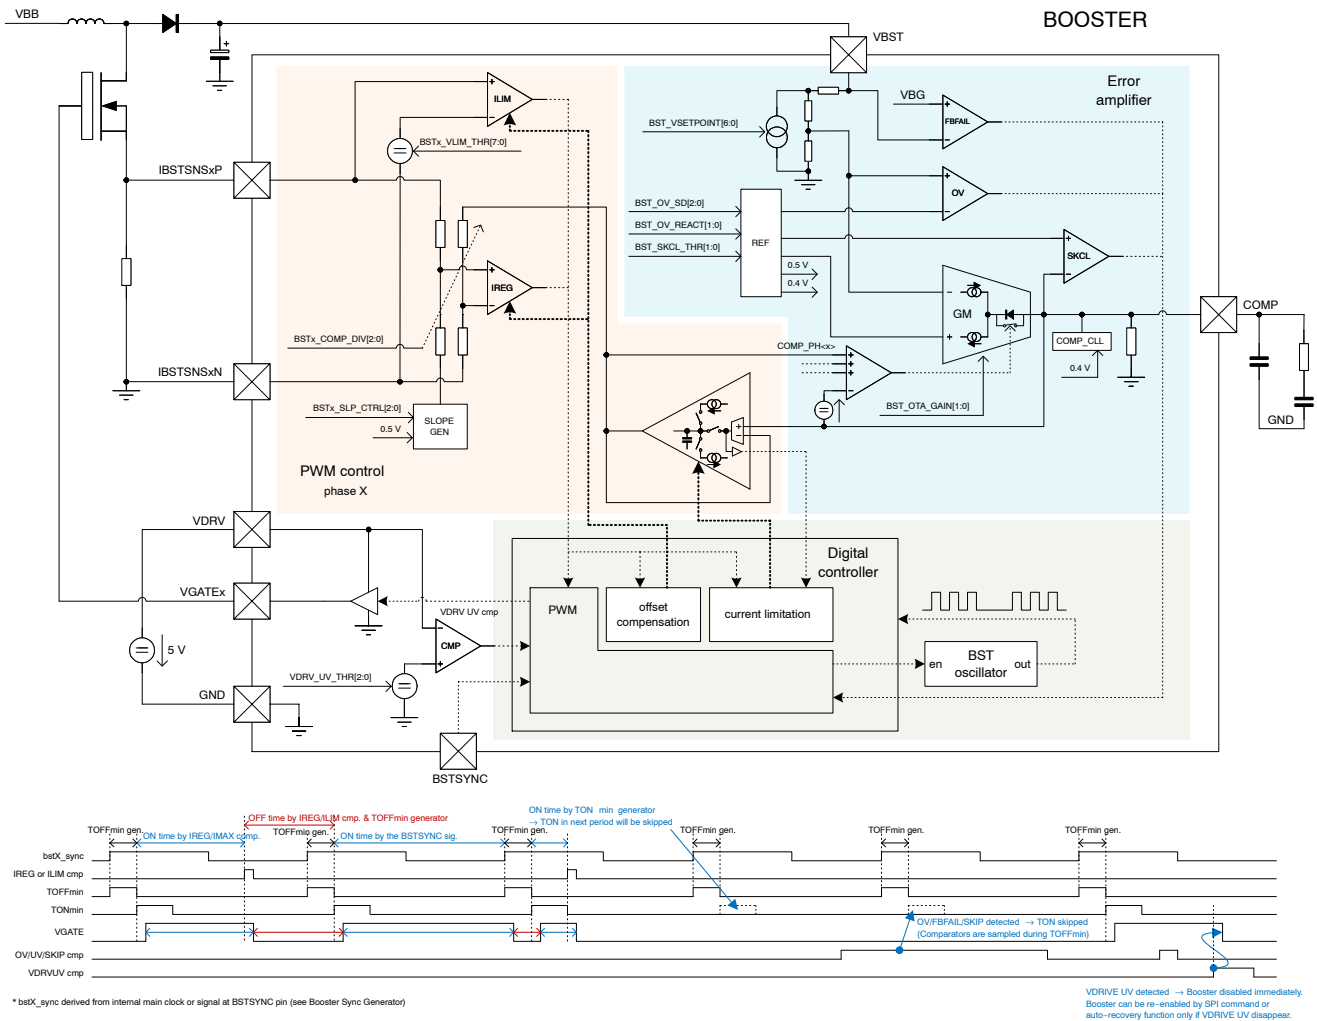 BOOSTER
VBB
VBST
Error
amplifier
VBG
FBFAIL
BST_VSETPOINT[6:0]
ILIM
BSTx_VLIM_THR[7:0]
IBSTSNSxP
OV
BST_OV_SD[2:0]
BST_OV_REACT[1:0]
BST_SKCL_THR[1:0]
REF
0.5 V
0.4 V
SKCL
IREG
GM
COMP
BSTx_COMP_DIV[2:0]
COMP_PH<x>
COMP_CLL
0.4 V
IBSTSNSxN
BSTx_SLP_CTRL[2:0]
0.5 V
SLOPE
GEN
BST_OTA_GAIN[1:0]
GND
PWM control
phase X
VDRV
Digital
controller
VGATEx
VDRV UV cmp
PWM
offset
compensation
current limitation
CMP
5 V
VDRV_UV_THR[2:0]
en
BST
oscillator
out
GND
BSTSYNC
OFF time by IREG/ILIM cmp. & TOFFmin generator
ON time by TON min generator
→ TON in next period will be skipped
TOFFmin gen.
ON time by IREG/IMAX comp.
TOFFmin gen.
ON time by the BSTSYNC sig.
TOFFmin gen.
TOFFmin gen.
TOFFmin gen.
TOFFmin gen.
bstX_sync
IREG or ILIM cmp
TOFFmin
TONmin
VGATE
OV/FBFAIL/SKIP detected → TON skipped
(Comparators are sampled during TOFFmin)
OV/UV/SKIP cmp
VDRVUV cmp
VDRIVE UV detected → Booster disabled immediately.
Booster can be re−enabled by SPI command or
auto−recovery function only if VDRIVE UV disappear.
* bstX_sync derived from internal main clock or signal at BSTSYNC pin (see Booster Sync Generator)